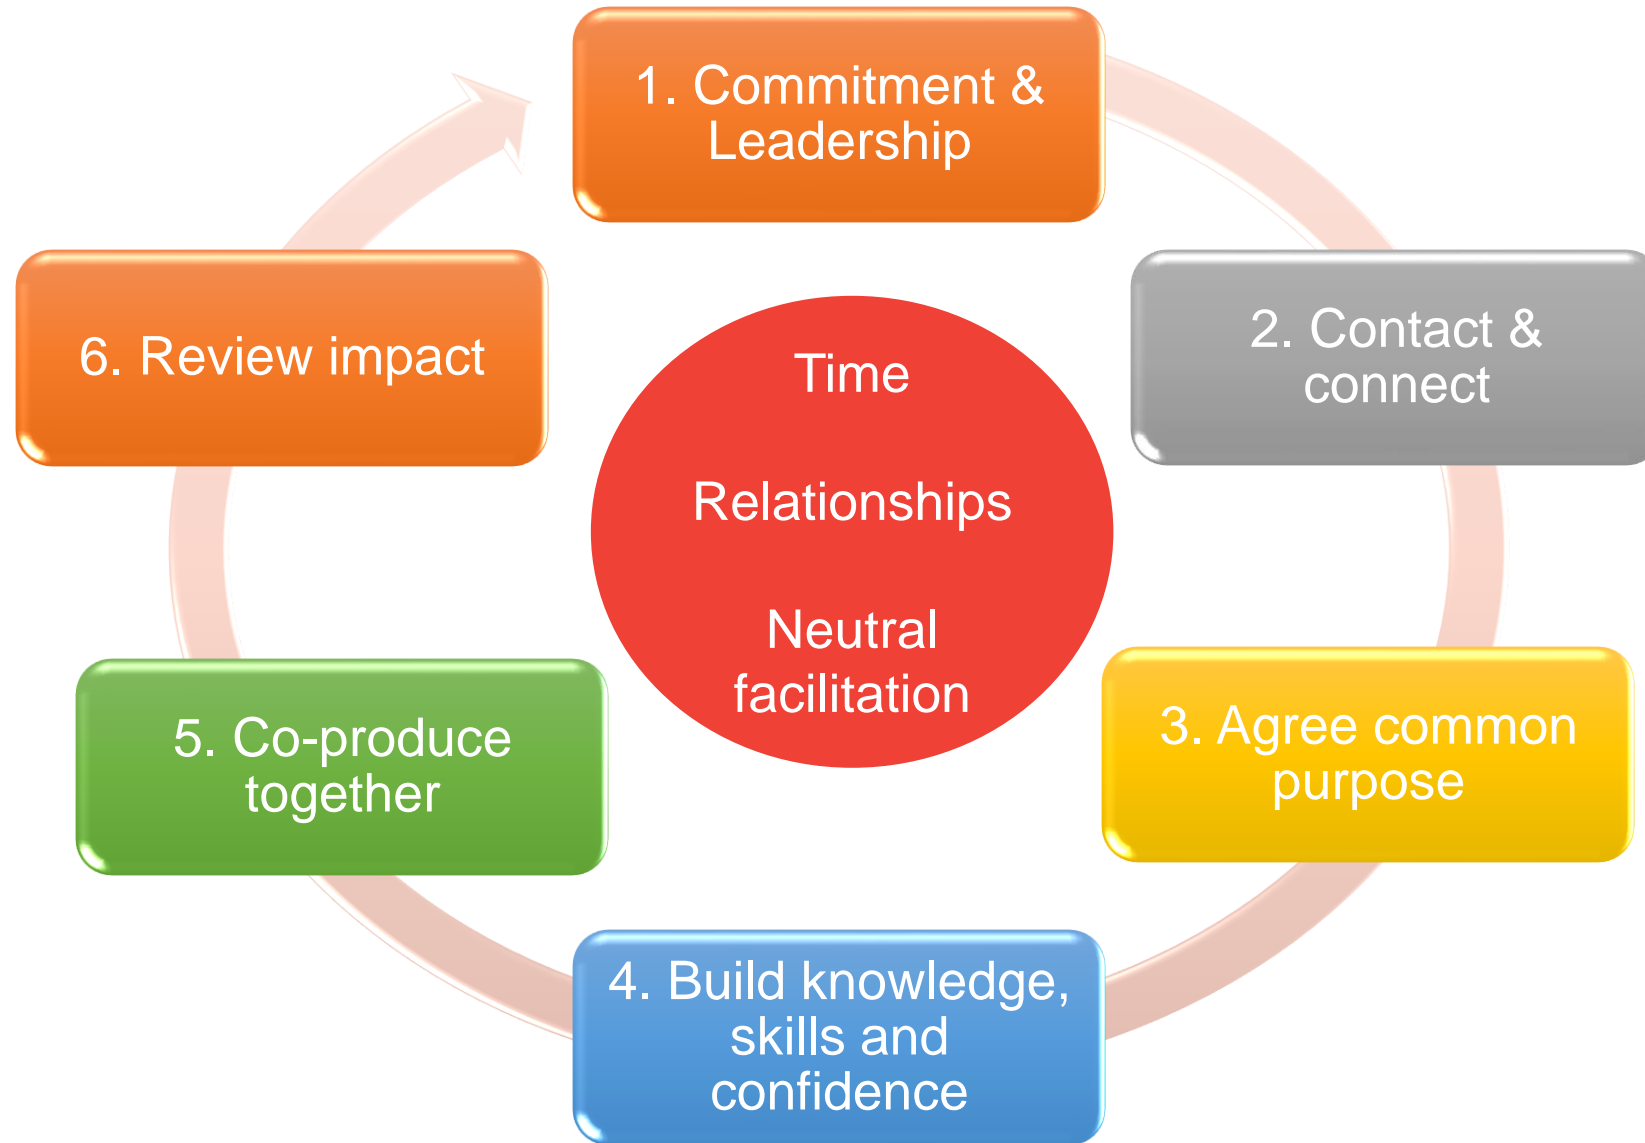 1. Commitment &
Leadership
2. Contact &
connect
3. Agree common
purpose
4. Build knowledge,
skills and
confidence
5. Co-produce
together
6. Review impact
Time
Relationships
Neutral
facilitation